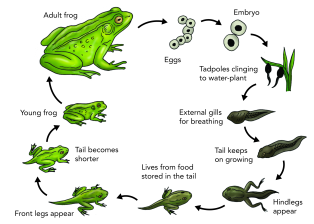 Adult frog
Embryo
Eggs
Tadpoles clinging
to water-plant
External gills
for breathing
Tail keeps
on growing
Hindlegs
appear
Lives from food
stored in the tail
Front legs appear
Tail becomes
shorter
Young frog